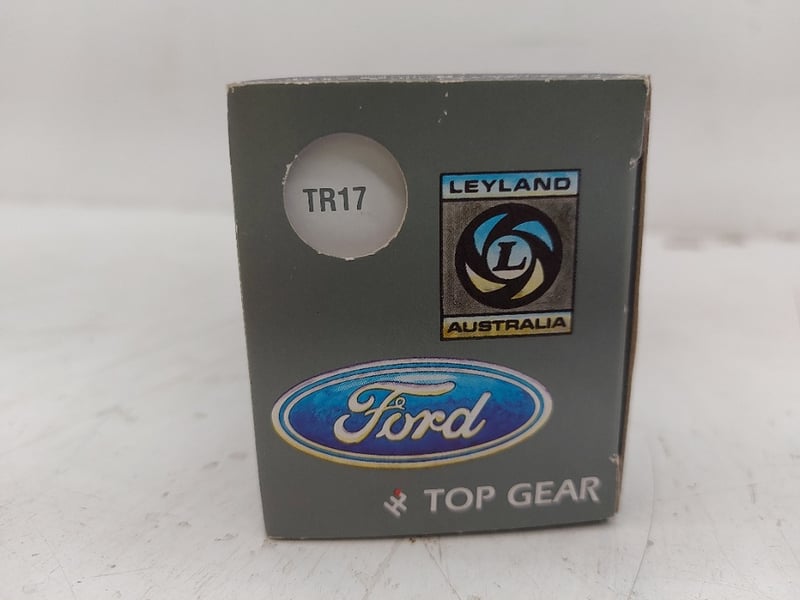 TR17
LEYLAND
L
AUSTRALIA
Ford
TOP GEAR